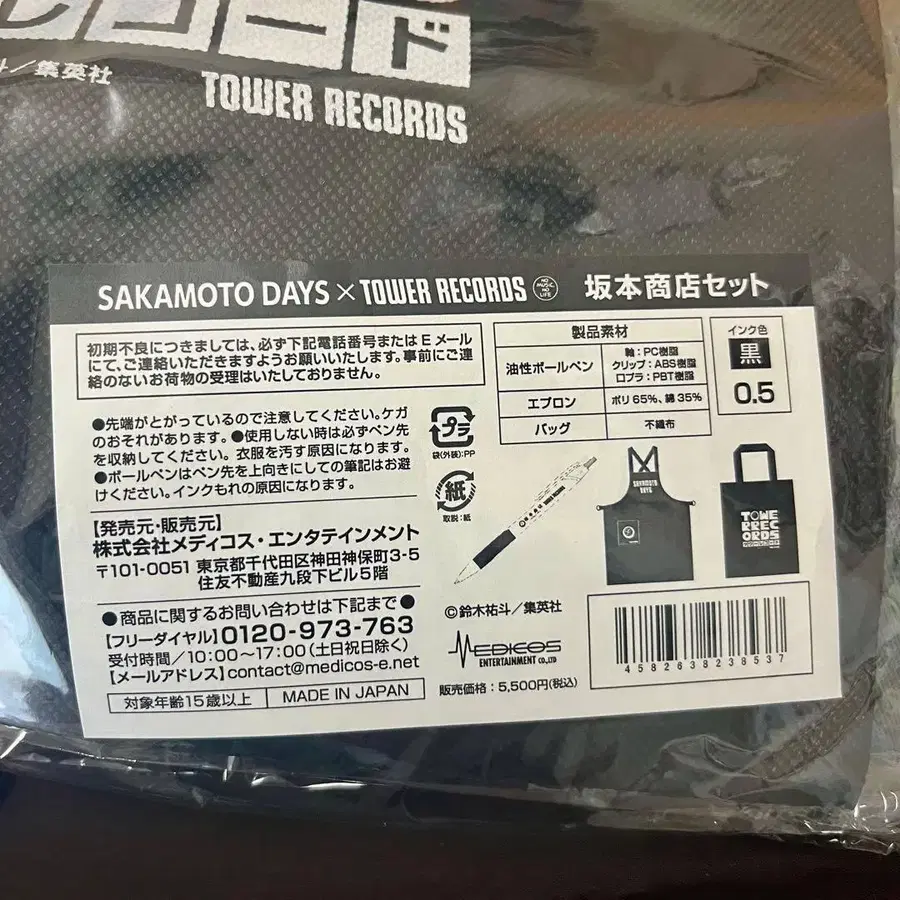 レコード
斗／集英社
TOWER RECORDS
SAKAMOTO DAYS × TOWER RECORDS NO MUSIC, NO LIFE 坂本商店セット
初期不良につきましては、必ず下記電話番号またはEメール
にて、ご連絡いただきますようお願いいたします。事前にご連
絡のないお荷物の受理はいたしておりません。
●先端がとがっているので注意してください。ケガ
のおそれがあります。●使用しない時は必ずペン先
を収納してください。衣服を汚す原因になります。
●ボールペンはペン先を上向きにしての筆記はお避
けください。インクもれの原因になります。
プラ
袋(外装):PP
紙
取説:紙
製品素材
油性ボールペン
軸：PC樹脂
クリップ：ABS樹脂
口プラ：PBT樹脂
エプロン ポリ65%、綿35%
バッグ 不織布
インク色
黒
0.5
【発売元・販売元】
株式会社メディコス・エンタテインメント
〒101-0051 東京都千代田区神田神保町3-5
住友不動産九段下ビル5階
●商品に関するお問い合わせは下記まで●
【フリーダイヤル】0120-973-763
受付時間／10:00〜17:00(土日祝日除く)
【メールアドレス】contact@medicos-e.net
対象年齢15歳以上 MADE IN JAPAN
SAKAMOTO
DAYS
TOWE
RREC
ORDS
©鈴木祐斗／集英社
MEDICOS
ENTERTAINMENT CO.,LTD
販売価格：5,500円(税込)
4582638238537